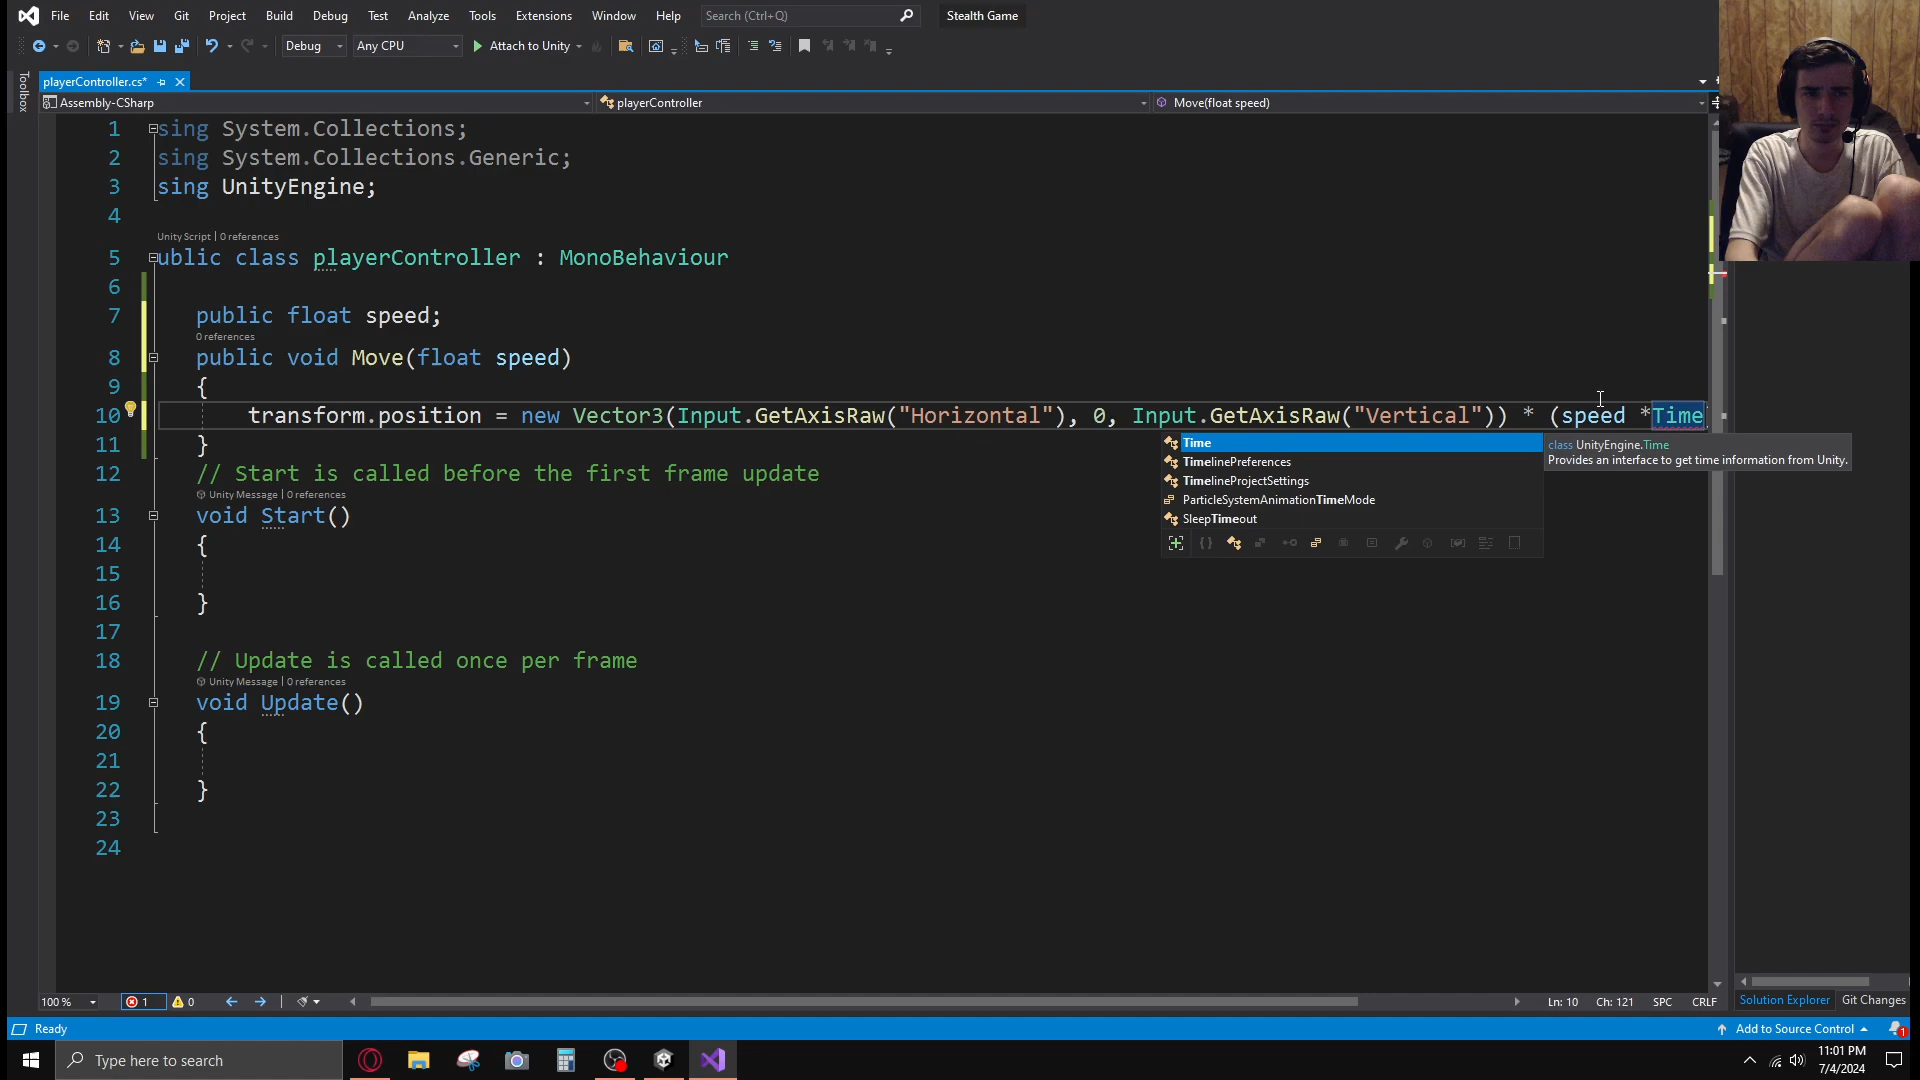 File Edit View Git Project Build Debug Test Analyze Tools Extensions Window Help Search (Ctrl+Q) Stealth Game
Debug Any CPU Attach to Unity
Toolbox
playerController.cs*
Assembly-CSharp playerController Move(float speed)
1 sing System.Collections;
2 sing System.Collections.Generic;
3 sing UnityEngine;
4
Unity Script | 0 references
5 ublic class playerController : MonoBehaviour
6
7 public float speed;
0 references
8 public void Move(float speed)
9 {
10 transform.position = new Vector3(Input.GetAxisRaw("Horizontal"), 0, Input.GetAxisRaw("Vertical")) * (speed *Time
11 }
Time
class UnityEngine.Time
Provides an interface to get time information from Unity.
TimelinePreferences
TimelineProjectSettings
ParticleSystemAnimationTimeMode
SleepTimeout
12 // Start is called before the first frame update
Unity Message | 0 references
13 void Start()
14 {
15
16 }
17
18 // Update is called once per frame
Unity Message | 0 references
19 void Update()
20 {
21
22 }
23
24
100 % 1 0 Ln: 10 Ch: 121 SPC CRLF
Solution Explorer Git Changes
Ready Add to Source Control 1
Type here to search
11:01 PM
7/4/2024